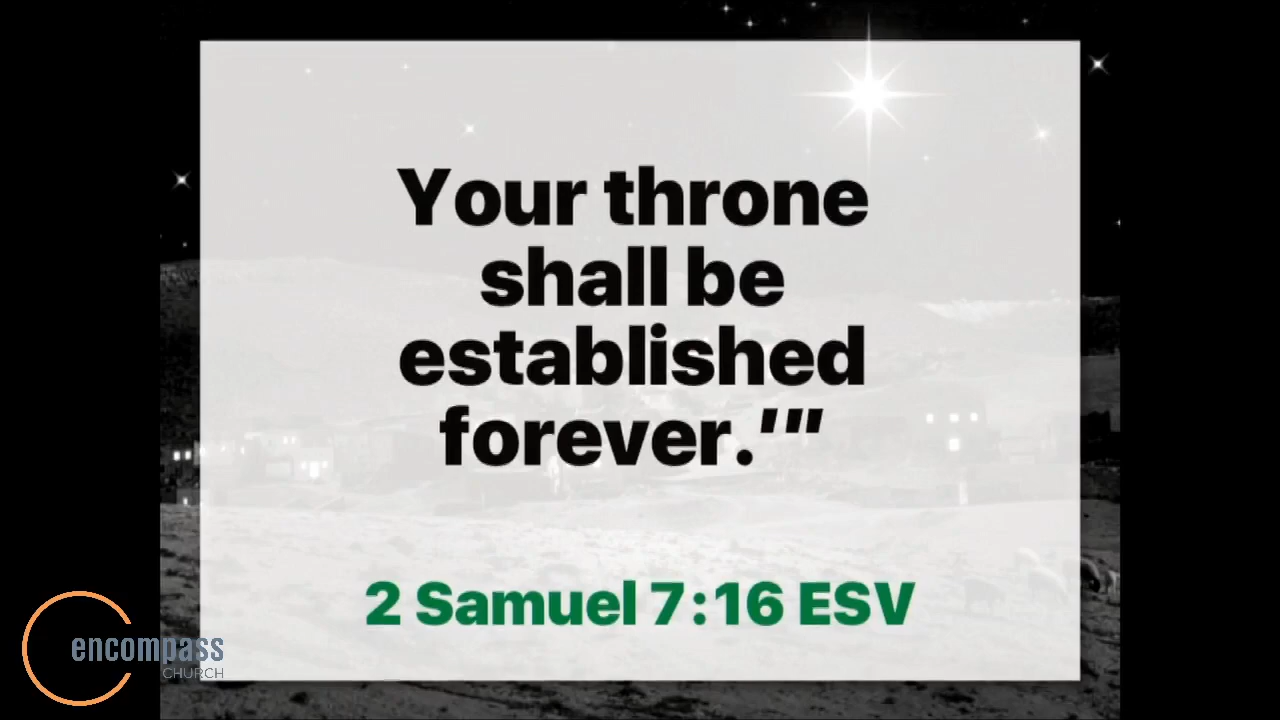 Your throne
shall be
established
forever.'"
2 Samuel 7:16 ESV
encompass
CHURCH